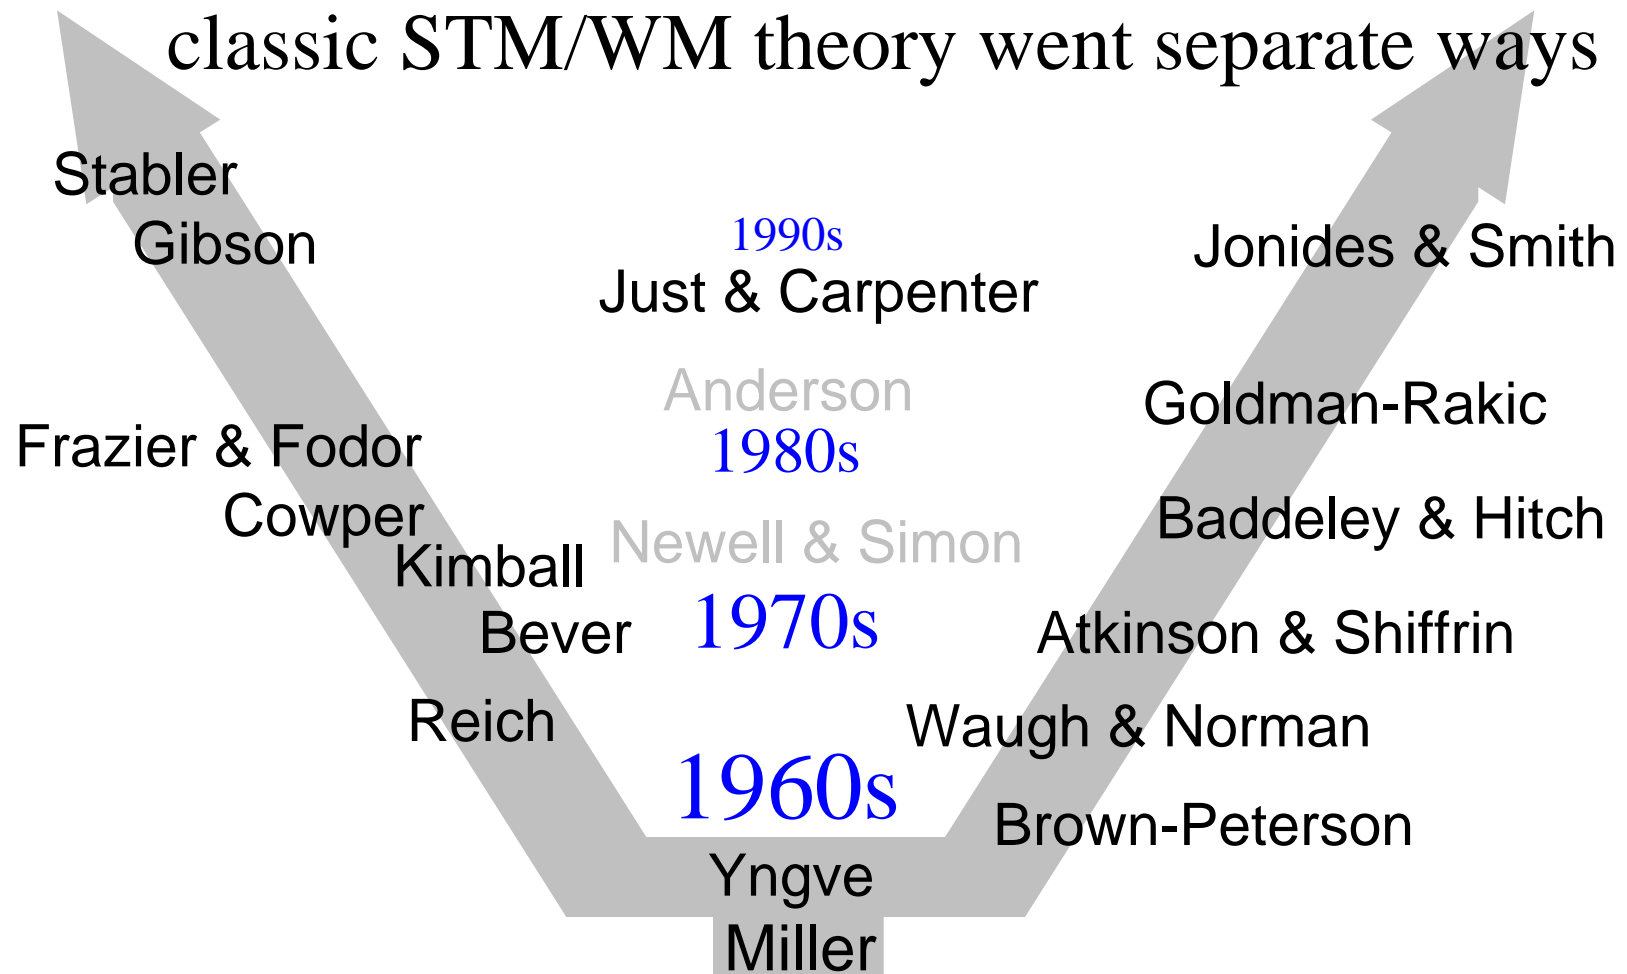 classic STM/WM theory went separate ways
Stabler
Gibson
1990s
Jonides & Smith
Just & Carpenter
Anderson
Goldman-Rakic
Frazier & Fodor
1980s
Cowper
Newell & Simon
Baddeley & Hitch
Kimball
Bever
1970s
Atkinson & Shiffrin
Reich
Waugh & Norman
1960s
Brown-Peterson
Yngve
Miller